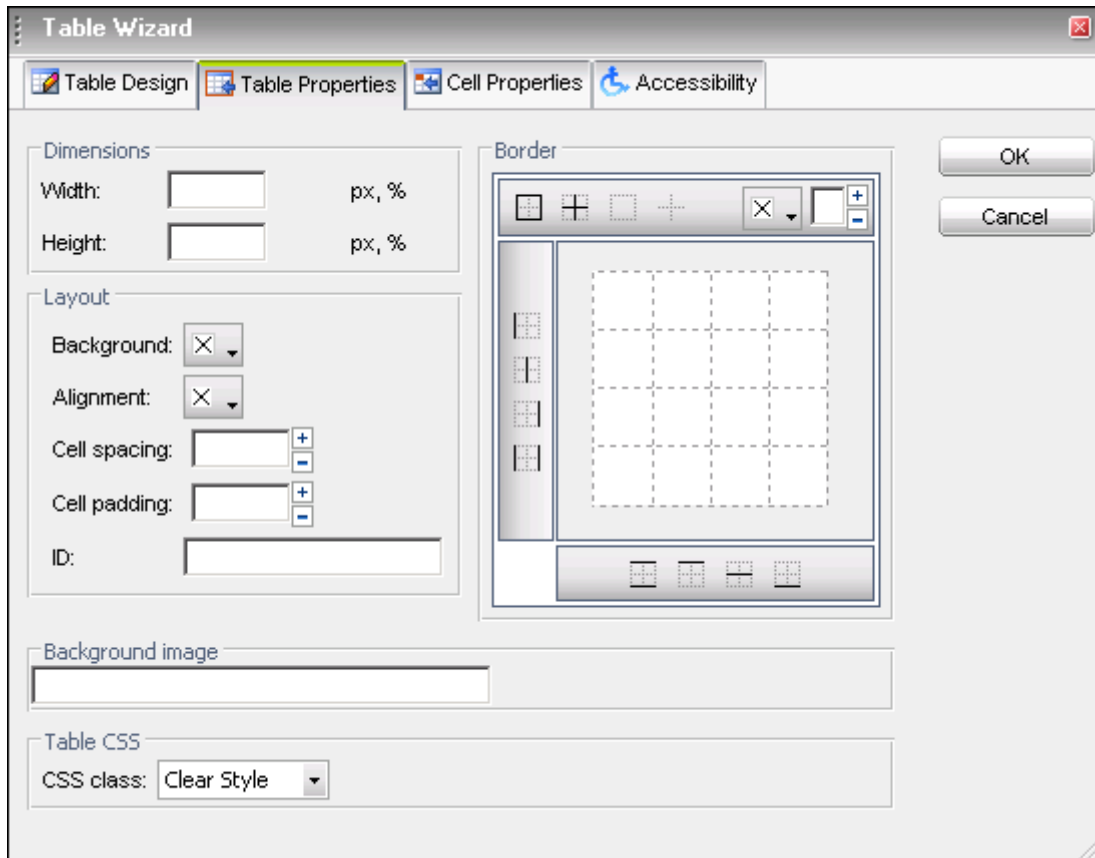 Table Wizard
Table Design Table Properties Cell Properties Accessibility
Dimensions
Width: px, %
Height: px, %
Layout
Background:
Alignment:
Cell spacing:
Cell padding:
ID:
Border
OK
Cancel
Background image
Table CSS
CSS class: Clear Style